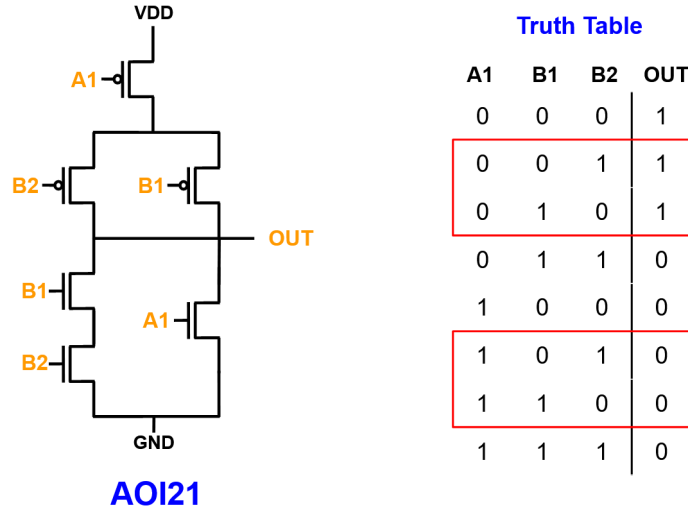 VDD
A1
B2
B1
OUT
B1
A1
B2
GND
AOI21
Truth Table
A1 B1 B2 OUT
0 0 0 1
0 0 1 1
0 1 0 1
0 1 1 0
1 0 0 0
1 0 1 0
1 1 0 0
1 1 1 0